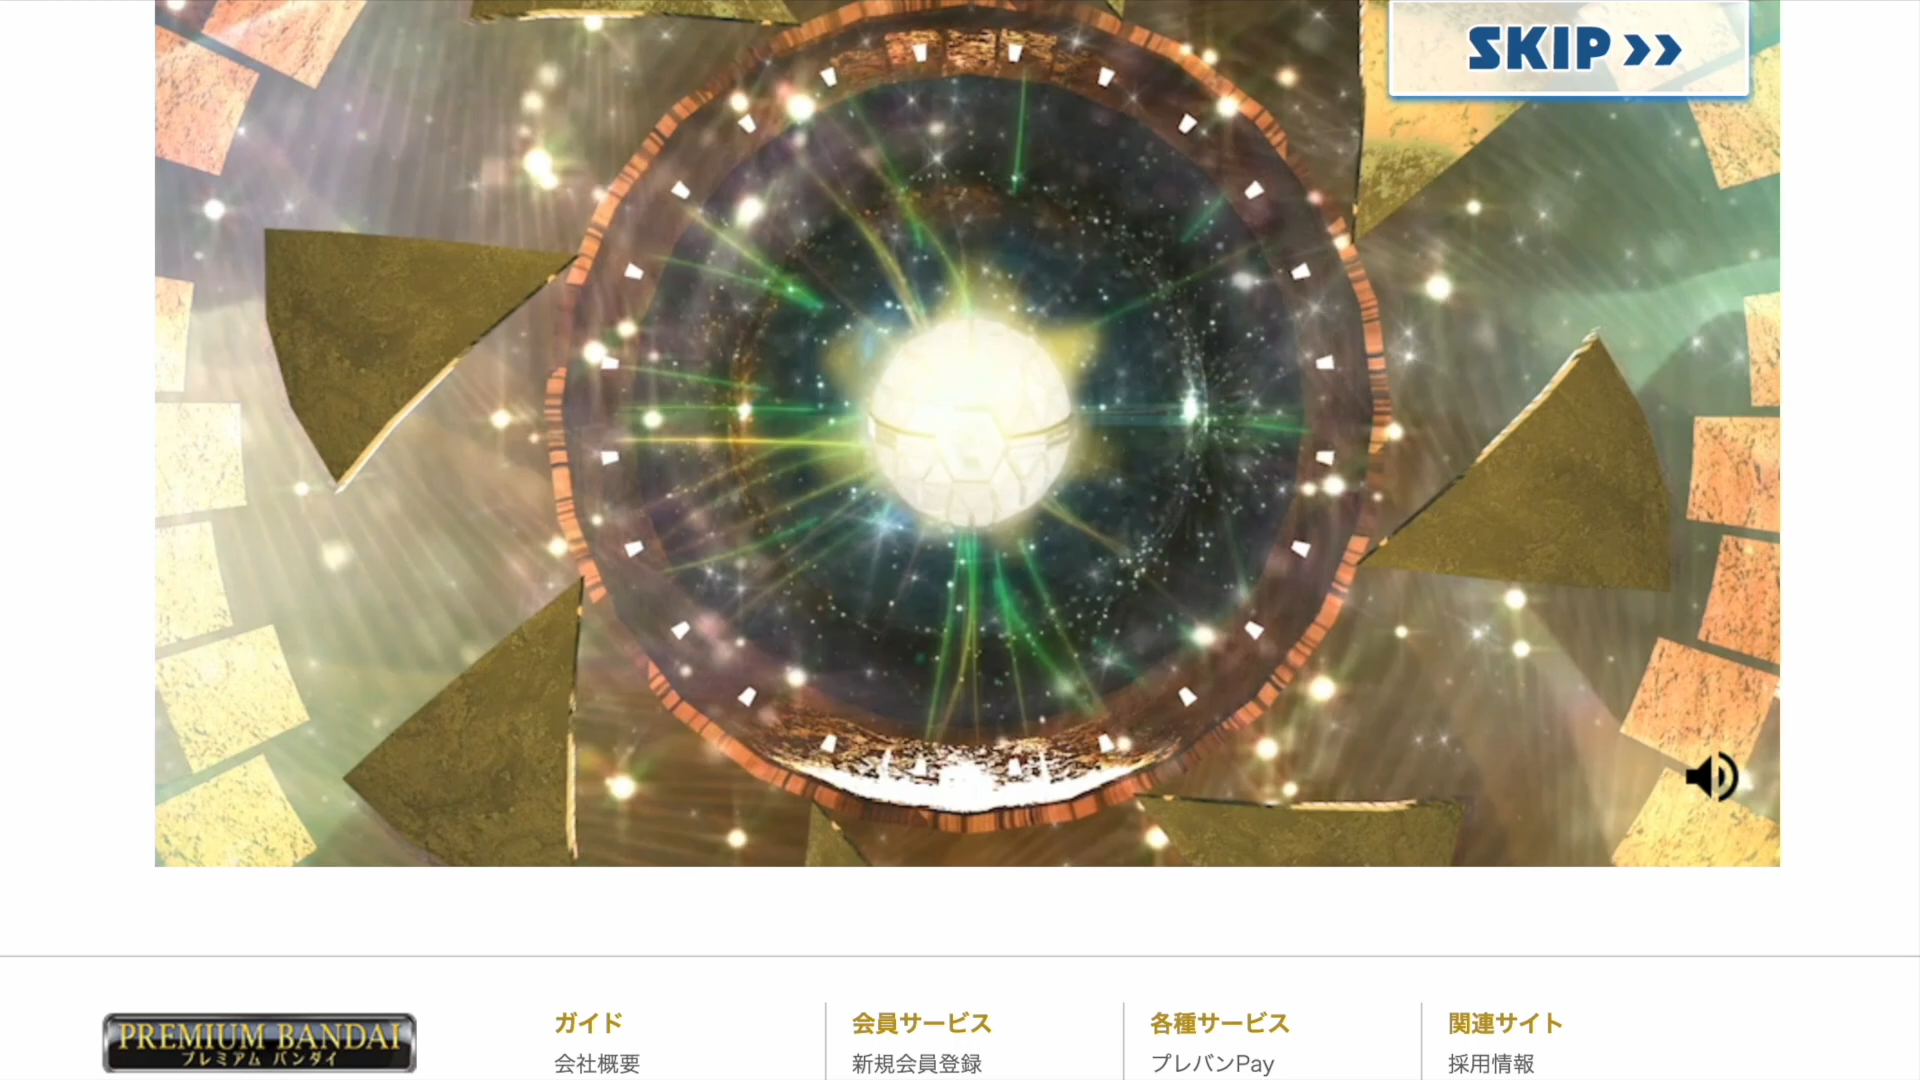 SKIP
PREMIUM BANDAI
プレミアム バンダイ
ガイド
会社概要
会員サービス
新規会員登録
各種サービス
プレバンPay
関連サイト
採用情報